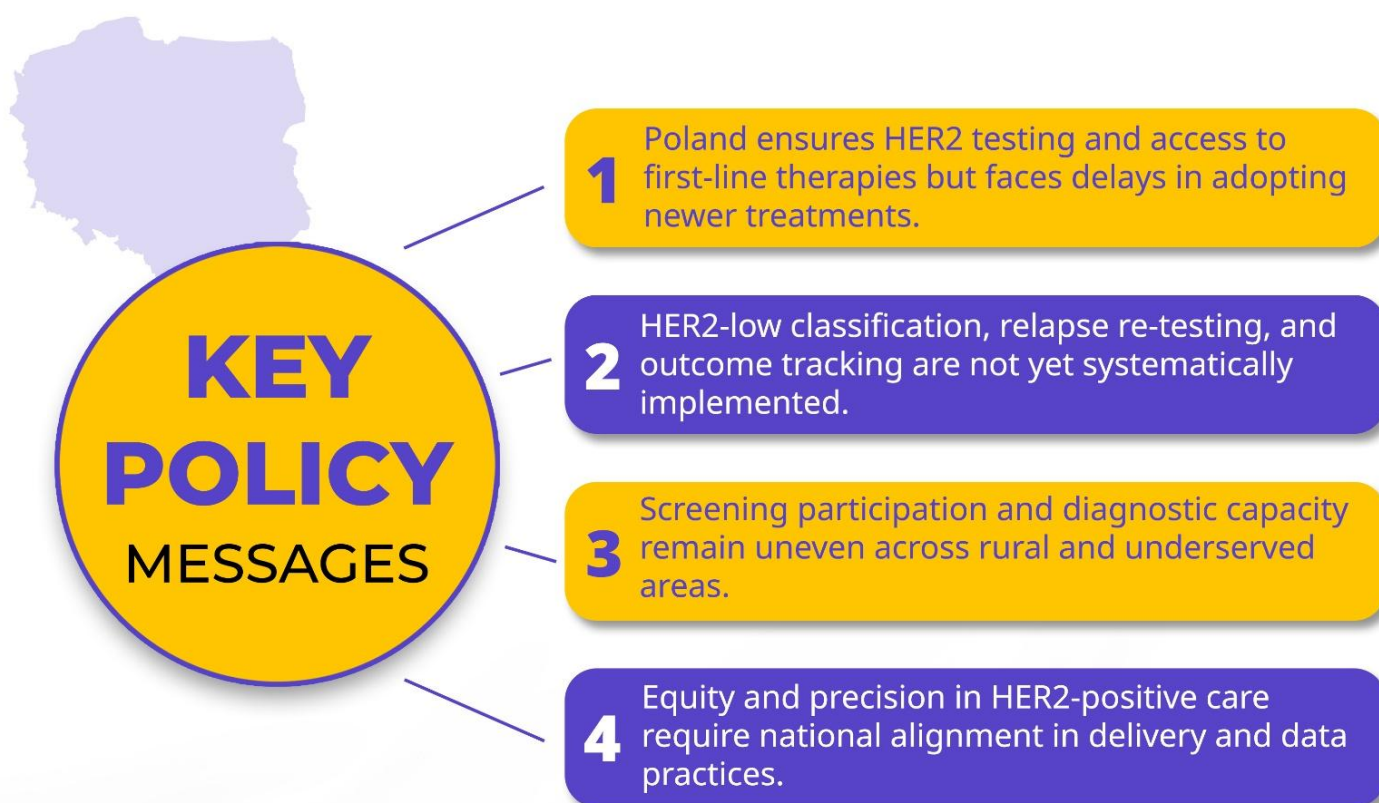 KEY
POLICY
MESSAGES
1
Poland ensures HER2 testing and access to
first-line therapies but faces delays in adopting
newer treatments.
2
HER2-low classification, relapse re-testing, and
outcome tracking are not yet systematically
implemented.
3
Screening participation and diagnostic capacity
remain uneven across rural and underserved
areas.
4
Equity and precision in HER2-positive care
require national alignment in delivery and data
practices.